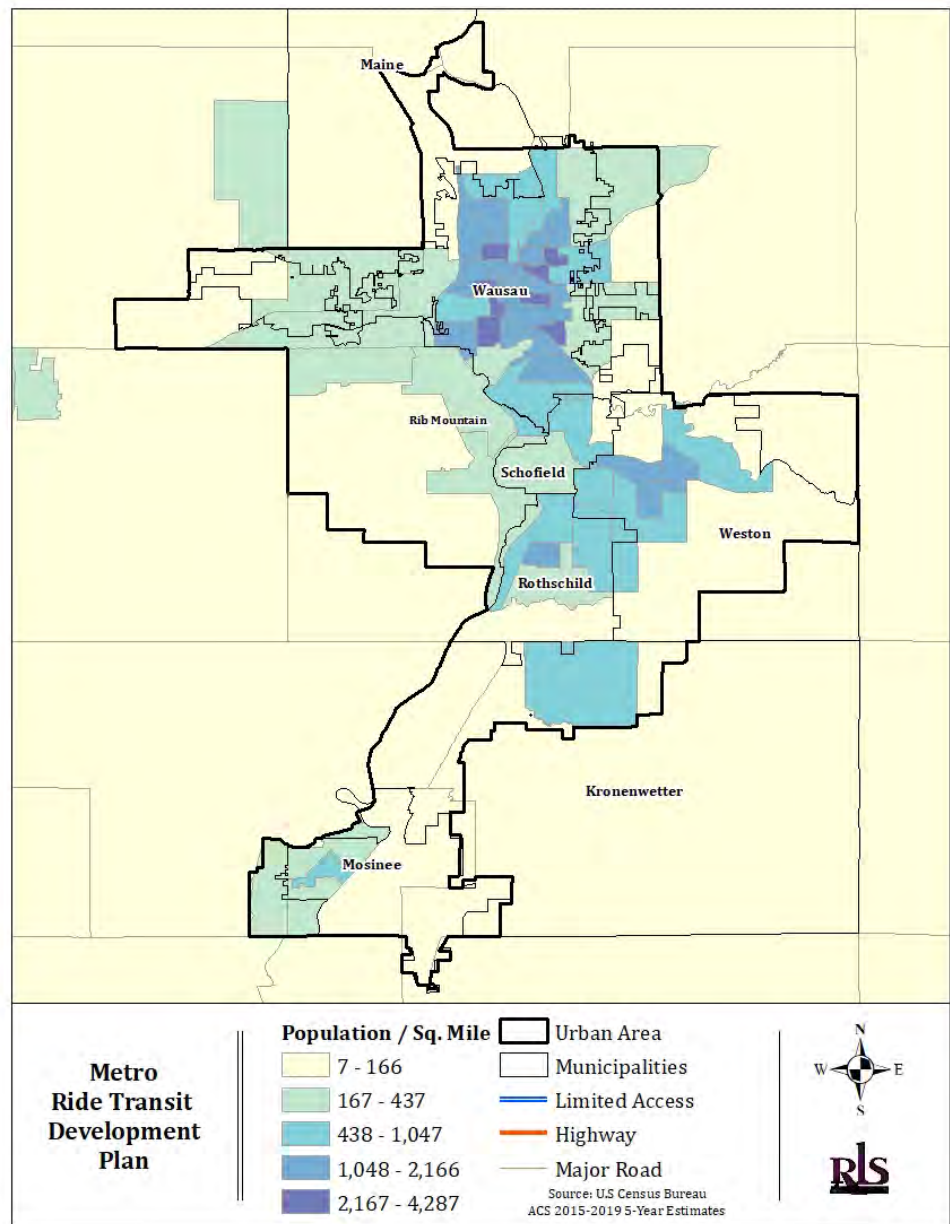 Maine
Wausau
Rib Mountain
Schofield
Weston
Rothschild
Kronenwetter
Mosinee
Metro
Ride Transit
Development
Plan
Population / Sq. Mile
7 - 166
167 - 437
438 - 1,047
1,048 - 2,166
2,167 - 4,287
Urban Area
Municipalities
Limited Access
Highway
Major Road
Source: U.S Census Bureau
ACS 2015-2019 5-Year Estimates
N
W E
S
RLS